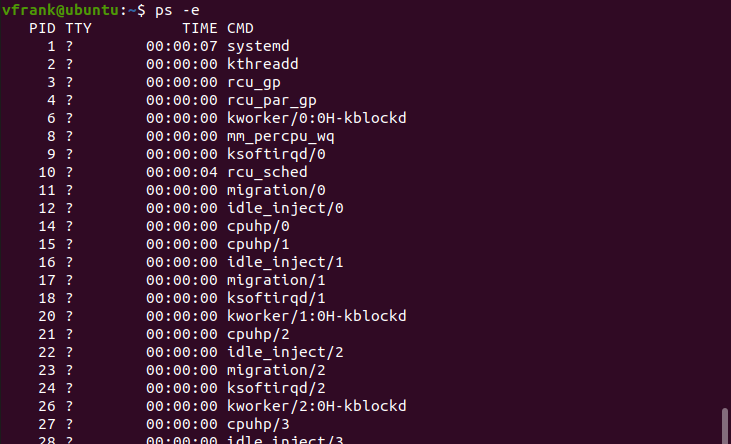 vfrank@ubuntu:~$ ps -e
PID TTY TIME CMD
1 ? 00:00:07 systemd
2 ? 00:00:00 kthreadd
3 ? 00:00:00 rcu_gp
4 ? 00:00:00 rcu_par_gp
6 ? 00:00:00 kworker/0:0H-kblockd
8 ? 00:00:00 mm_percpu_wq
9 ? 00:00:00 ksoftirqd/0
10 ? 00:00:04 rcu_sched
11 ? 00:00:00 migration/0
12 ? 00:00:00 idle_inject/0
14 ? 00:00:00 cpuhp/0
15 ? 00:00:00 cpuhp/1
16 ? 00:00:00 idle_inject/1
17 ? 00:00:00 migration/1
18 ? 00:00:00 ksoftirqd/1
20 ? 00:00:00 kworker/1:0H-kblockd
21 ? 00:00:00 cpuhp/2
22 ? 00:00:00 idle_inject/2
23 ? 00:00:00 migration/2
24 ? 00:00:00 ksoftirqd/2
26 ? 00:00:00 kworker/2:0H-kblockd
27 ? 00:00:00 cpuhp/3
28 ? 00:00:00 idle_inject/3